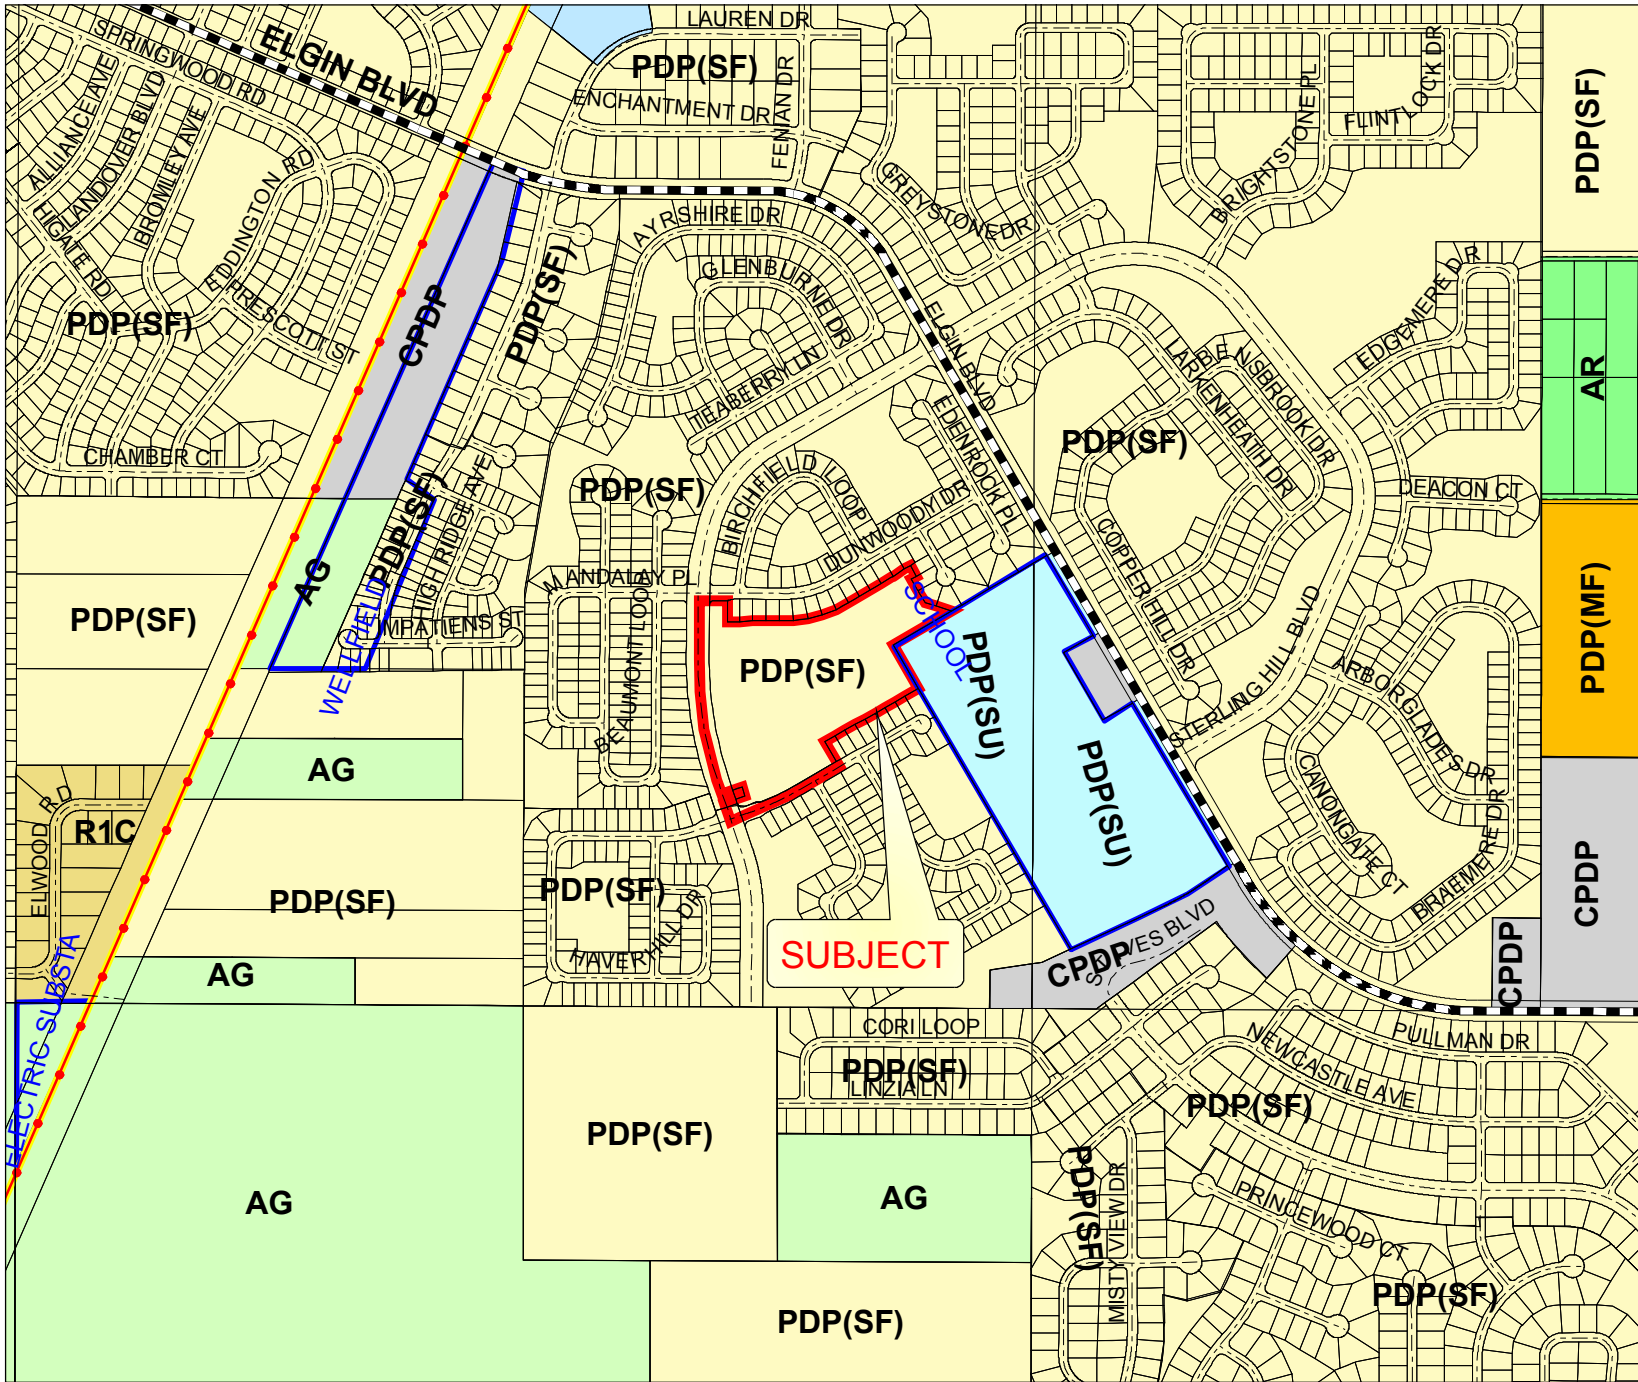 LAUREN DR
SPRINGWOOD RD
ELGIN BLVD
PDP(SF)
ENCHANTMENT DR
FENIAN DR
BRIGHTSTONE PL
FLINTLOCK DR
PDP(SF)
ALLIANCE AVE
HIGHLANDOVER BLVD
BROMLEY AVE
EDDINGTON RD
HIGATE RD
GREYSTONE DR
AYRSHIRE DR
GLENBURNE DR
PDP(SF)
EDDINGTON
PRESCOTT ST
PDP(SF)
CPDP
ELGIN BLVD
EDGEMERE DR
TEABERRY LN
LARKENHEATH DR
BENSBROOK DR
AR
EDENROCK PL
PDP(SF)
CHAMBER CT
PDP(SF)
BIRCHFIELD LOOP
DEACON CT
PDP(SF)
HIGH RIDGE AVE
DUNWOODY DR
COPPER HILL DR
AG
MANDALAY PL
SCHOOL
STERLING HILL BLVD
PDP(SF)
WELLFIELD
IMPATIENS ST
BEAUMONT LOOP
PDP(SF)
PDP(SU)
ARBORGLADES DR
PDP(MF)
AG
PDP(SU)
CANONGATE CT
ELWOOD RD
R1C
BRAEMERE DR
CPDP
PDP(SF)
PDP(SF)
HAVERHILL DR
SUBJECT
CPDP
CPDP
AG
ELECTRIC SUBSTA
CORI LOOP
PDP(SF)
LINZIA LN
NEWCASTLE AVE
PULLMAN DR
PDP(SF)
PDP(SF)
PDP(SF)
MISTY VIEW DR
AG
AG
PRINCEWOOD CT
PDP(SF)
PDP(SF)